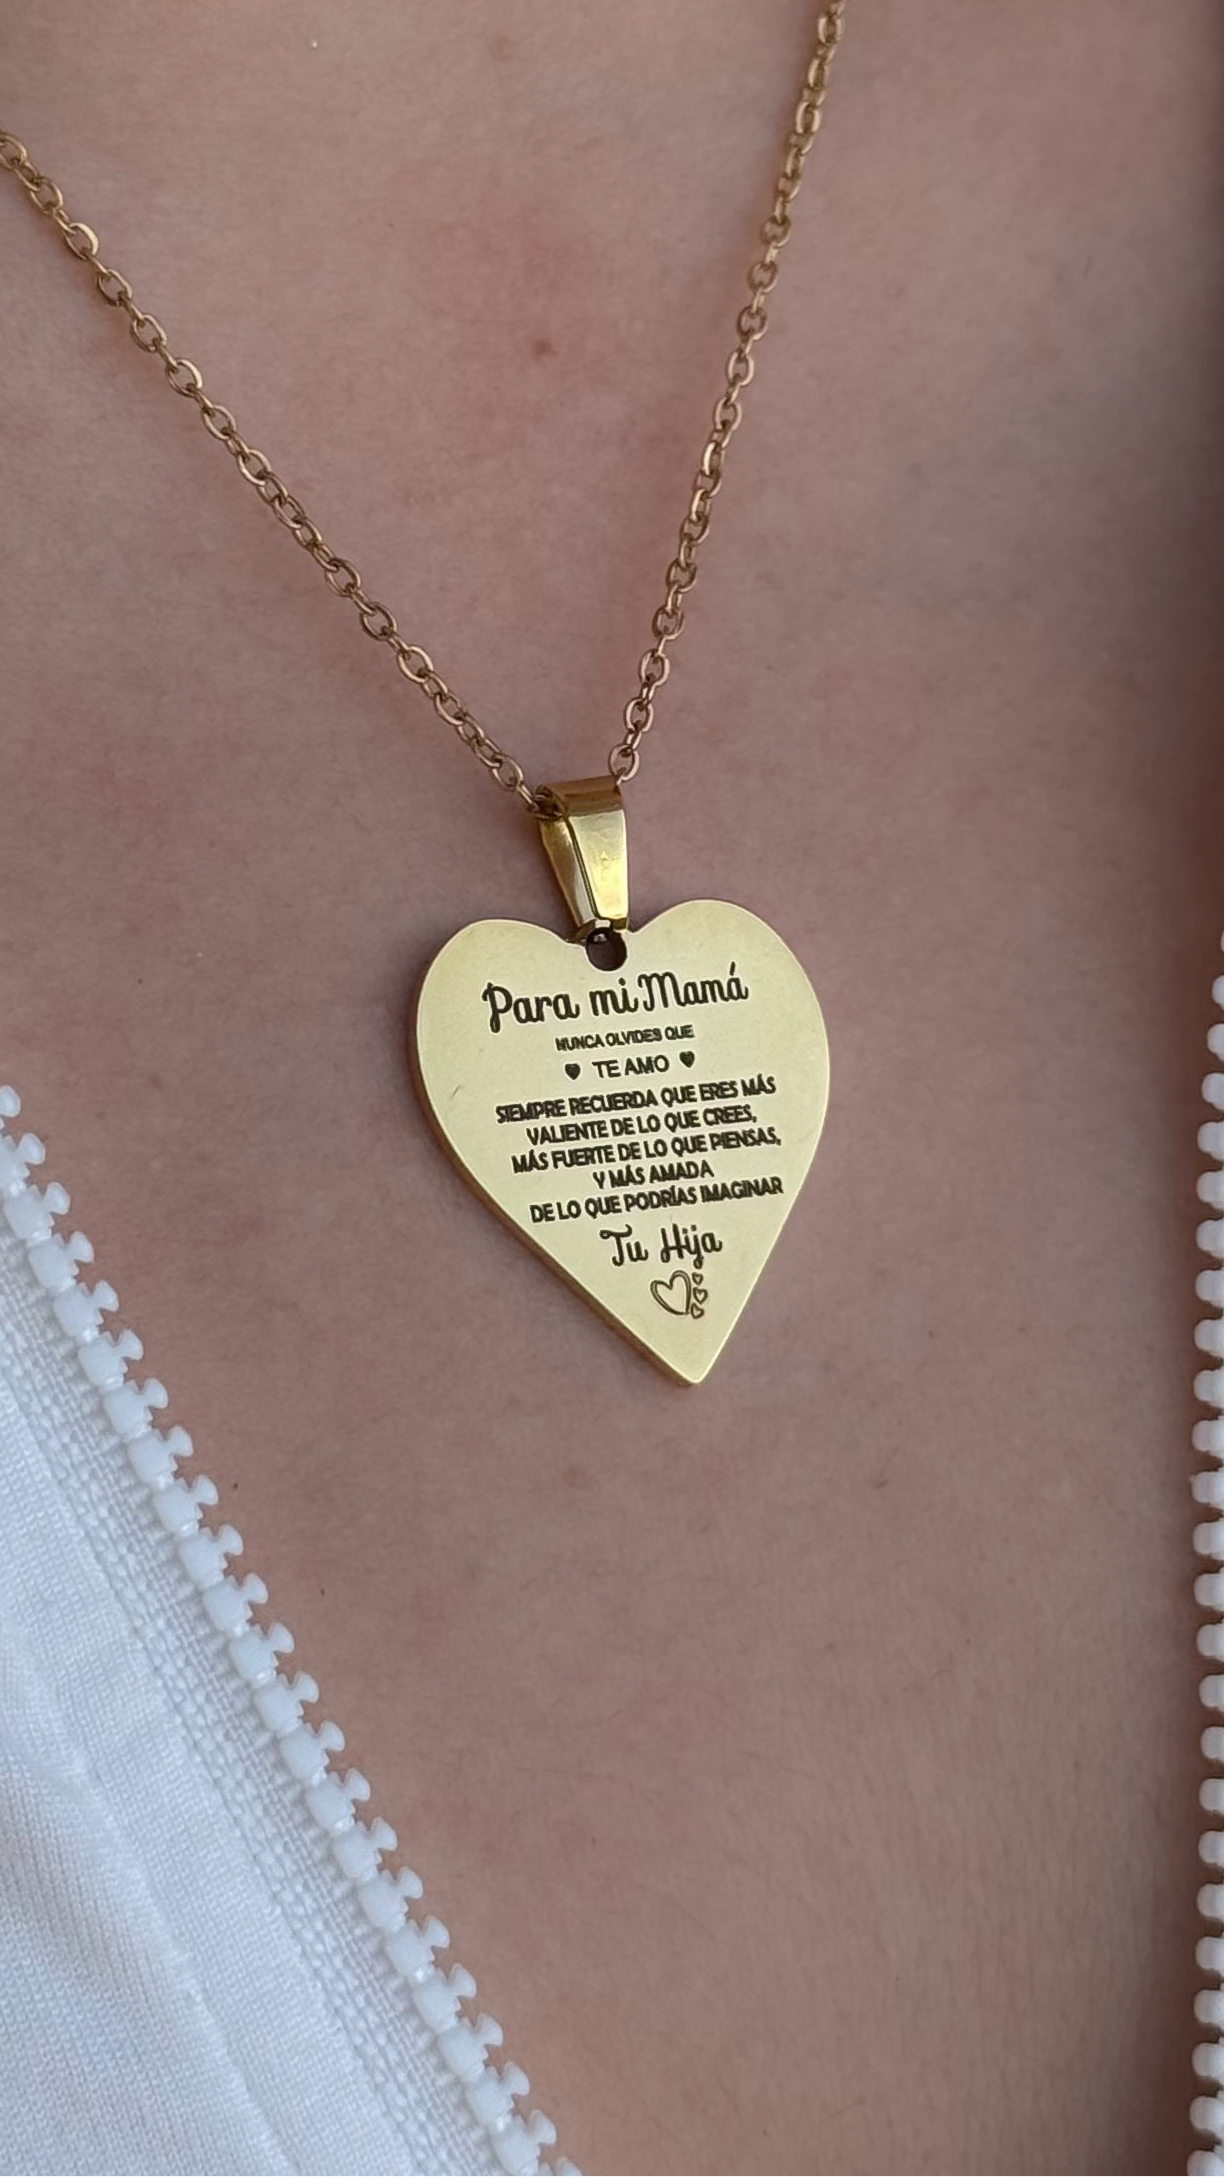 Para mi Mamá
NUNCA OLVIDES QUE
♥ TE AMO ♥
SIEMPRE RECUERDA QUE ERES MÁS
VALIENTE DE LO QUE CREES,
MÁS FUERTE DE LO QUE PIENSAS,
Y MÁS AMADA
DE LO QUE PODRÍAS IMAGINAR
Tu Hija